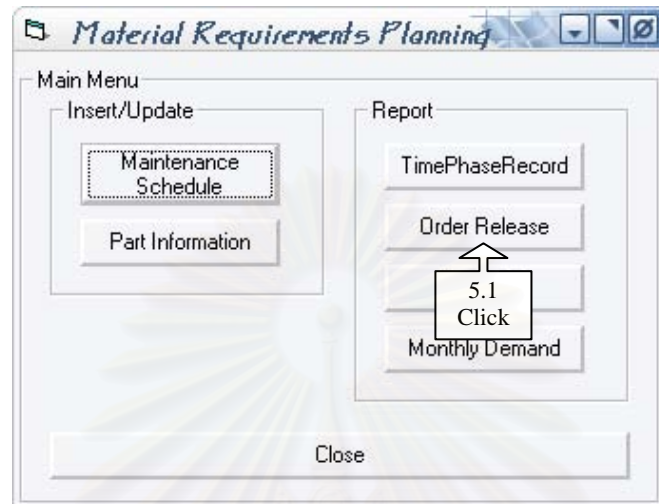 Material Requirements Planning
Main Menu
Insert/Update
Maintenance
Schedule
Part Information
Report
TimePhaseRecord
Order Release
5.1
Click
Monthly Demand
Close